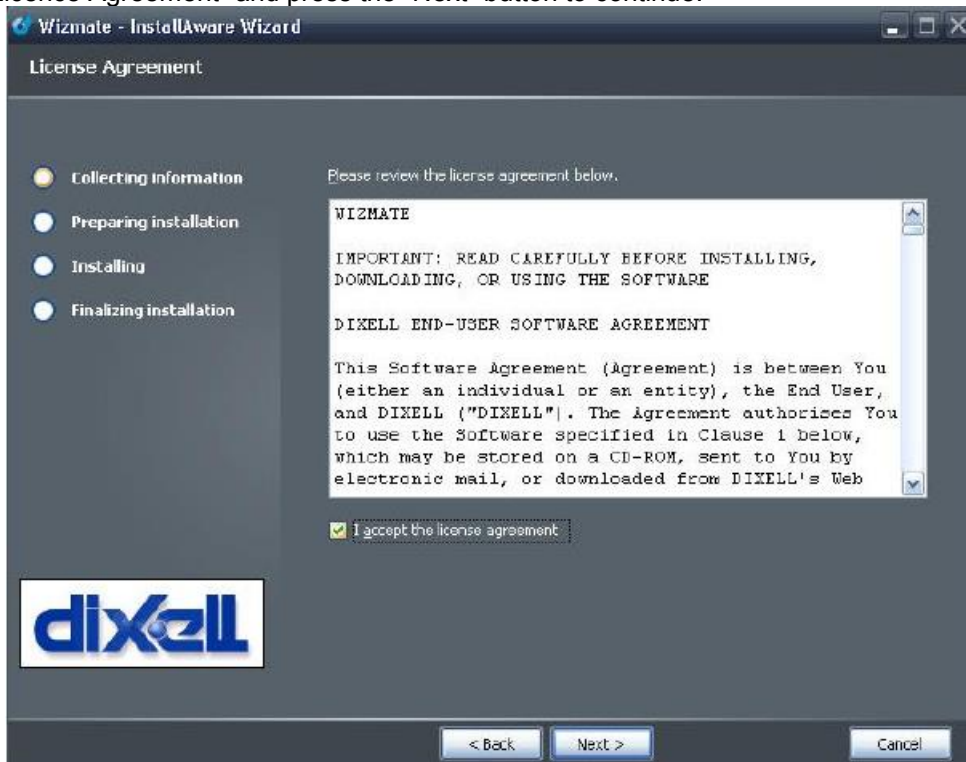 Licence Agreement" and press the "Next" button to continue.
Wizmate - InstallAware Wizard
License Agreement
Collecting information
Preparing installation
Installing
Finalizing installation
Please review the license agreement below.
WIZMATE
IMPORTANT: READ CAREFULLY BEFORE INSTALLING,
DOWNLOADING, OR USING THE SOFTWARE
DIXELL END-USER SOFTWARE AGREEMENT
This Software Agreement (Agreement) is between You
(either an individual or an entity), the End User,
and DIXELL ("DIXELL"). The Agreement authorises You
to use the Software specified in Clause 1 below,
which may be stored on a CD-ROM, sent to You by
electronic mail, or downloaded from DIXELL's Web
I accept the license agreement
dixell
< Back
Next >
Cancel